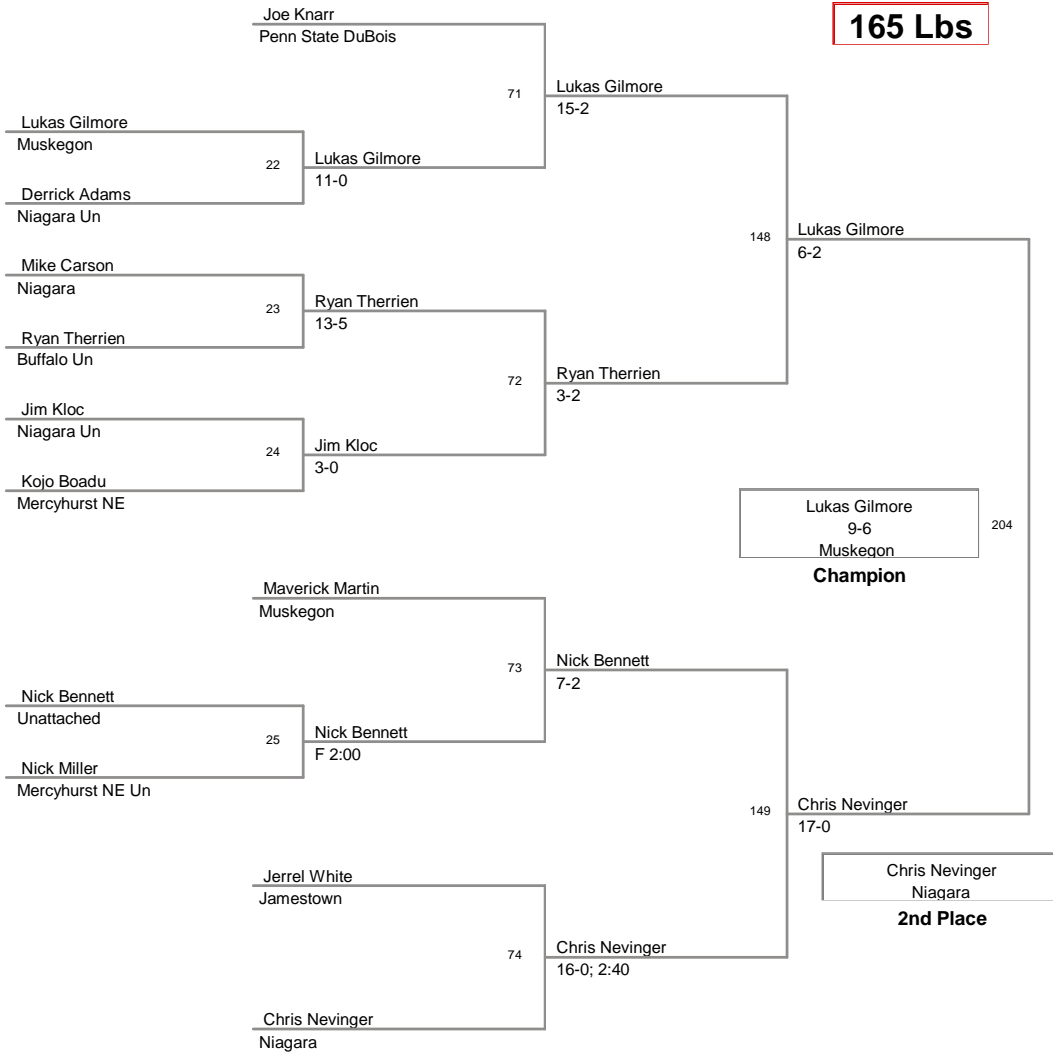 165 Lbs
Joe Knarr
Penn State DuBois
71
Lukas Gilmore
15-2
Lukas Gilmore
Muskegon
22
Lukas Gilmore
11-0
Derrick Adams
Niagara Un
148
Lukas Gilmore
6-2
Mike Carson
Niagara
23
Ryan Therrien
13-5
Ryan Therrien
Buffalo Un
72
Ryan Therrien
3-2
Jim Kloc
Niagara Un
24
Jim Kloc
3-0
Kojo Boadu
Mercyhurst NE
Lukas Gilmore
9-6
Muskegon
204
Champion
Maverick Martin
Muskegon
73
Nick Bennett
7-2
Nick Bennett
Unattached
25
Nick Bennett
F 2:00
Nick Miller
Mercyhurst NE Un
149
Chris Nevinger
17-0
Chris Nevinger
Niagara
2nd Place
Jerrel White
Jamestown
74
Chris Nevinger
16-0; 2:40
Chris Nevinger
Niagara